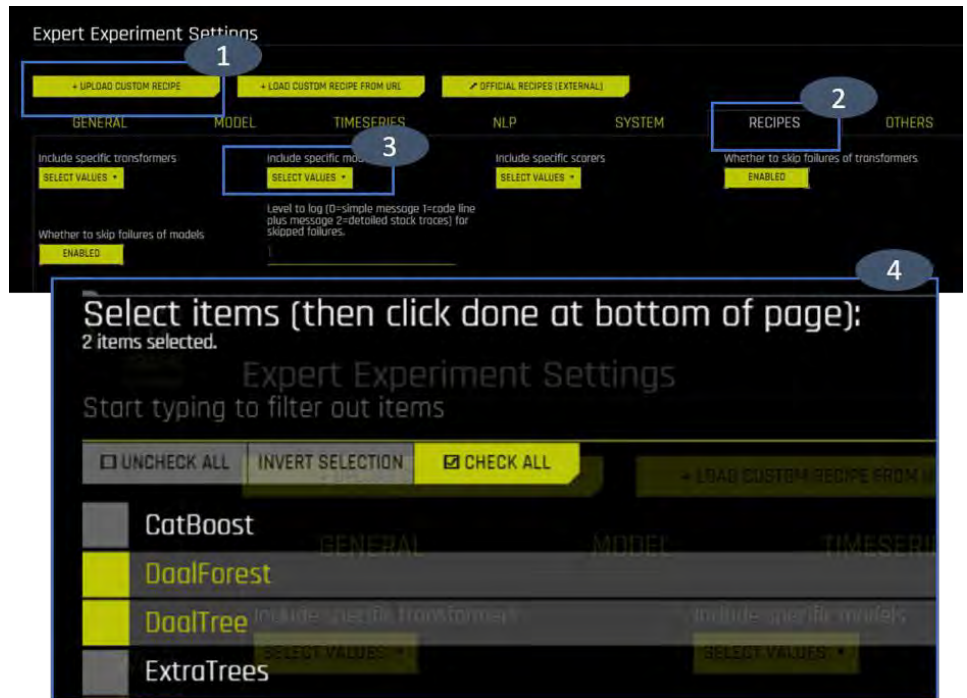 Expert Experiment Settings
1
+ UPLOAD CUSTOM RECIPE
+ LOAD CUSTOM RECIPE FROM URL
OFFICIAL RECIPES (EXTERNAL)
2
GENERAL MODEL TIMESERIES NLP SYSTEM RECIPES OTHERS
3
Include specific transformers
Include specific
Include specific scorers
Whether to skip failures of transformers
SELECT VALUES
SELECT VALUES
SELECT VALUES
ENABLED
Level to log (0=simple message 1=code line
plus message 2=detailed stack traces) for
skipped failures.
Whether to skip failures of models
1
ENABLED
4
Select items (then click done at bottom of page):
2 items selected.
Expert Experiment Settings
Start typing to filter out items
UNCHECK ALL
INVERT SELECTION
CHECK ALL
+ LOAD CUSTOM RECIPE FROM
CatBoost
GENERAL MODEL
DaalForest
DaalTree
Include specific transformers
Include specific models
SELECT VALUES
SELECT VALUES
ExtraTrees